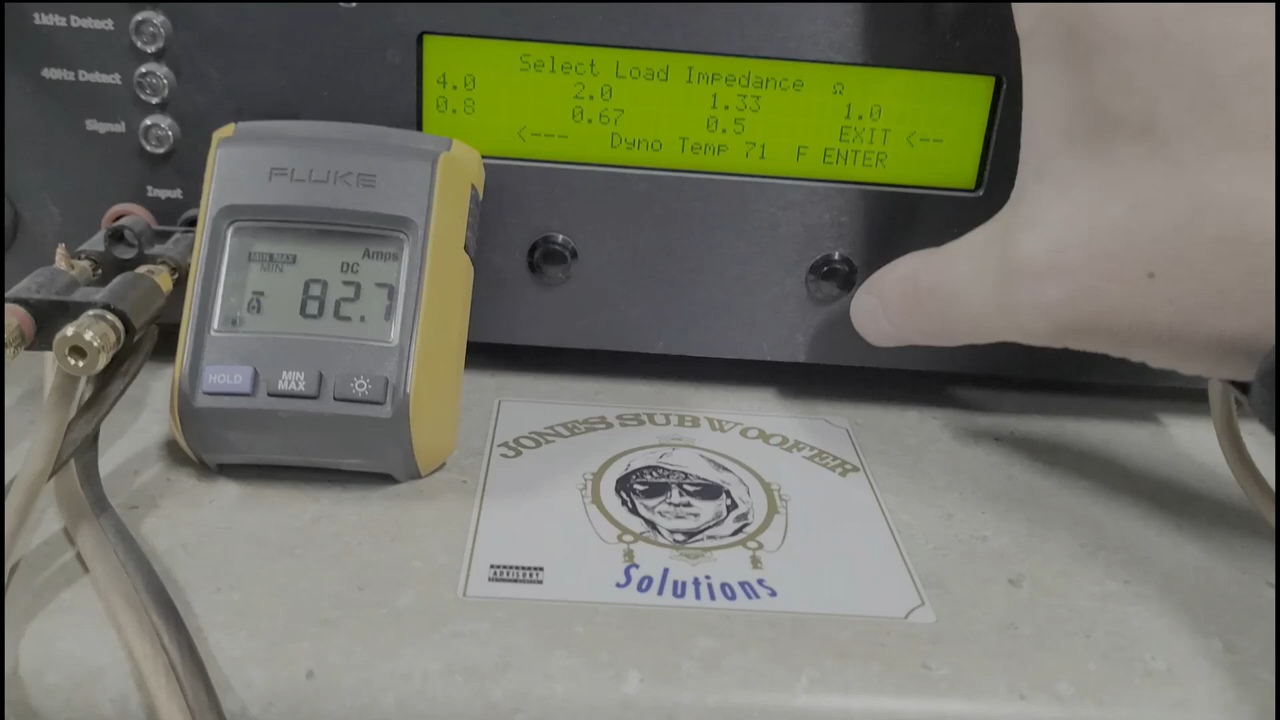 1kHz Detect
40Hz Detect
Signal
Input
Select Load Impedance Ω
4.0 2.0 1.33 1.0
0.8 0.67 0.5 EXIT <--
<--- Dyno Temp 71 F ENTER
FLUKE
MIN MAX Amps
MIN DC
82.7
HOLD
MIN
MAX
JONES SUBWOOFER
Solutions
ADVISORY